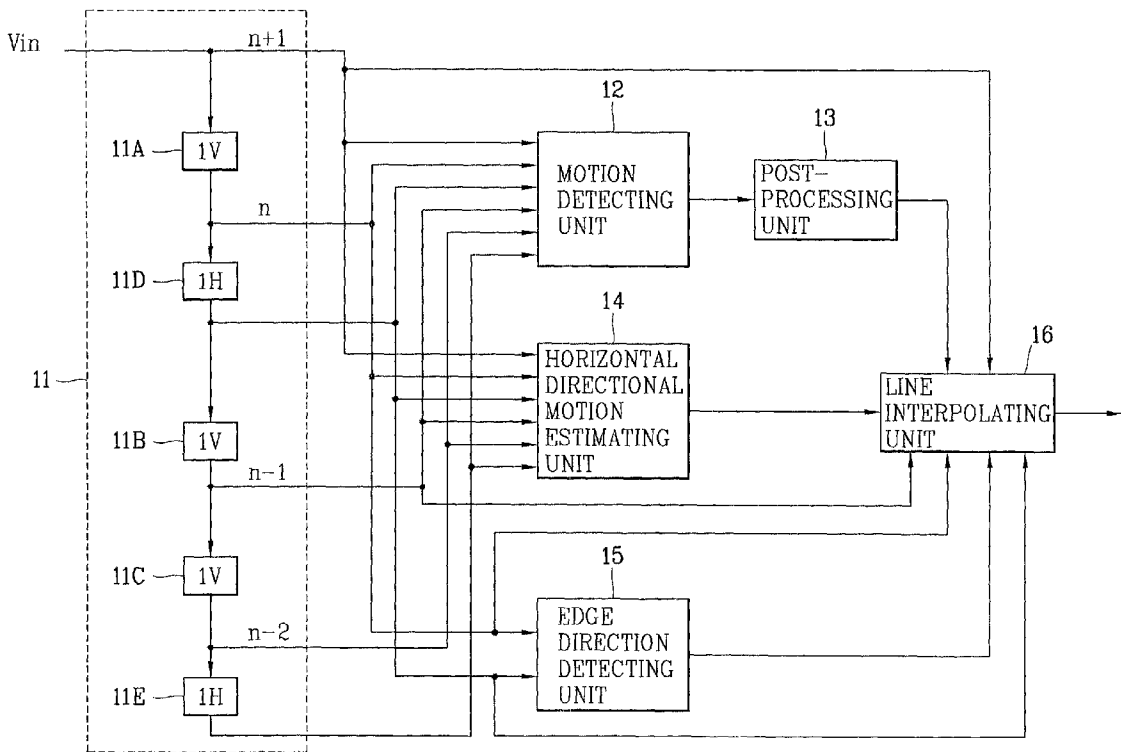 Vin
n+1
11A
1V
n
11D
1H
11
11B
1V
n-1
11C
1V
n-2
11E
1H
12
MOTION
DETECTING
UNIT
13
POST-
PROCESSING
UNIT
14
HORIZONTAL
DIRECTIONAL
MOTION
ESTIMATING
UNIT
15
EDGE
DIRECTION
DETECTING
UNIT
16
LINE
INTERPOLATING
UNIT